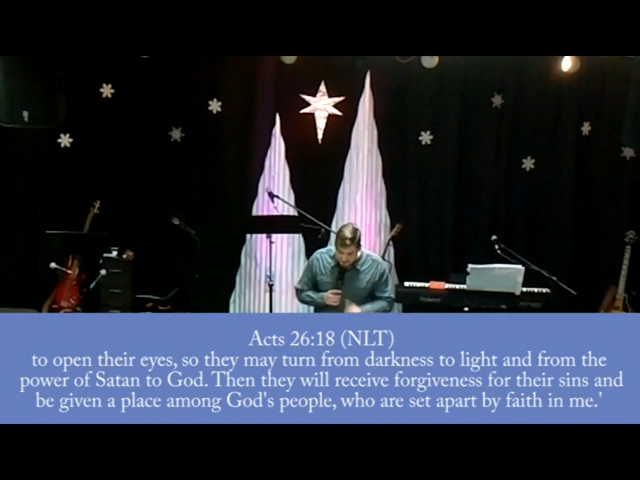 Acts 26:18 (NLT)
to open their eyes, so they may turn from darkness to light and from the
power of Satan to God. Then they will receive forgiveness for their sins and
be given a place among God's people, who are set apart by faith in me.'
Roland